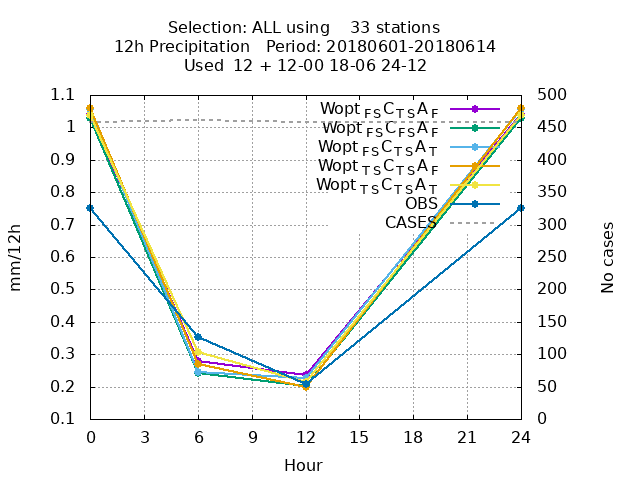 Selection: ALL using    33 stations
12h Precipitation   Period: 20180601-20180614
Used  12 + 12-00 18-06 24-12
Wopt FS C TS A F
Wopt FS C FS A F
Wopt FS C TS A T
Wopt TS C TS A F
Wopt TS C TS A T
OBS
CASES
1.1
1
0.9
0.8
0.7
0.6
0.5
0.4
0.3
0.2
0.1
mm/12h
500
450
400
350
300
250
200
150
100
50
0
No cases
0 3 6 9 12 15 18 21 24
Hour